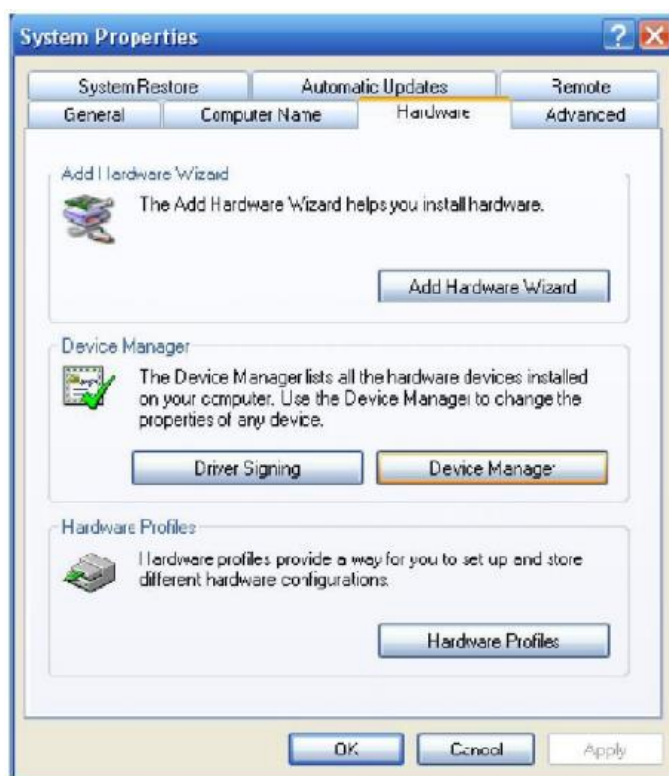 System Properties
System Restore Automatic Updates Remote
General Computer Name Hardware Advanced
Add Hardware Wizard
The Add Hardware Wizard helps you install hardware.
Add Hardware Wizard
Device Manager
The Device Manager lists all the hardware devices installed
on your computer. Use the Device Manager to change the
properties of any device.
Driver Signing Device Manager
Hardware Profiles
Hardware profiles provide a way for you to set up and store
different hardware configurations.
Hardware Profiles
OK Cancel Apply